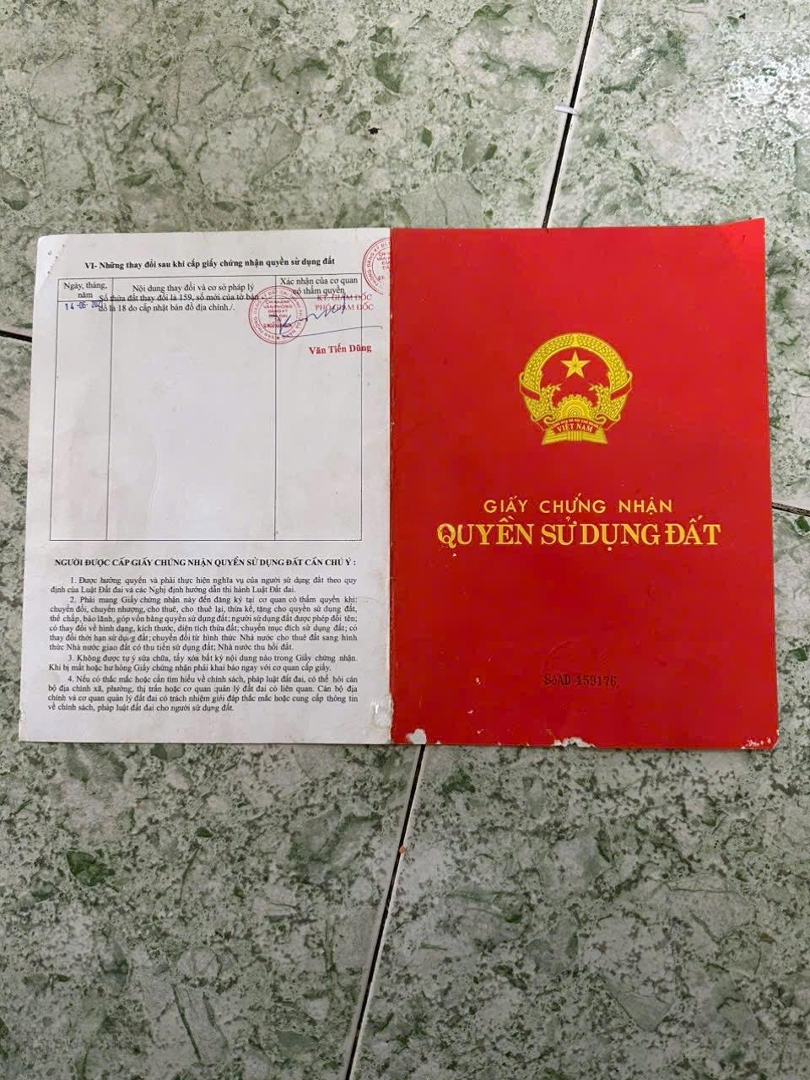 VI- Những thay đổi sau khi cấp giấy chứng nhận quyền sử dụng đất
Ngày, tháng, năm
Nội dung thay đổi và cơ sở pháp lý
Xác nhận của cơ quan có thẩm quyền
Số thửa đất thay đổi là 159, số mới của tờ bản
số là 18 do cập nhật bản đồ địa chính./.
KT. GIÁM ĐỐC
PHÓ GIÁM ĐỐC
Văn Tiến Dũng
NGƯỜI ĐƯỢC CẤP GIẤY CHỨNG NHẬN QUYỀN SỬ DỤNG ĐẤT CẦN CHÚ Ý :
1. Được hưởng quyền và phải thực hiện nghĩa vụ của người sử dụng đất theo quy
định của Luật Đất đai và các Nghị định hướng dẫn thi hành Luật Đất đai.
2. Phải mang Giấy chứng nhận này đến đăng ký tại cơ quan có thẩm quyền khi:
chuyển đổi, chuyển nhượng, cho thuê, cho thuê lại, thừa kế, tặng cho quyền sử dụng đất,
thế chấp, bảo lãnh, góp vốn bằng quyền sử dụng đất; người sử dụng đất được phép đổi tên;
có thay đổi về hình dạng, kích thước, diện tích thửa đất; chuyển mục đích sử dụng đất; có
thay đổi thời hạn sử dụng đất; chuyển đổi từ hình thức Nhà nước cho thuê đất sang hình
thức Nhà nước giao đất có thu tiền sử dụng đất; Nhà nước thu hồi đất.
3. Không được tự ý sửa chữa, tẩy xóa bất kỳ nội dung nào trong Giấy chứng nhận.
Khi bị mất hoặc hư hỏng Giấy chứng nhận phải khai báo ngay với cơ quan cấp giấy.
4. Nếu có thắc mắc hoặc cần tìm hiểu về chính sách, pháp luật đất đai, có thể hỏi cán
bộ địa chính xã, phường, thị trấn hoặc cơ quan quản lý đất đai có liên quan. Cán bộ địa
chính và cơ quan quản lý đất đai có trách nhiệm giải đáp thắc mắc hoặc cung cấp thông tin
về chính sách, pháp luật đất đai cho người sử dụng đất.
VIỆT NAM
GIẤY CHỨNG NHẬN
QUYỀN SỬ DỤNG ĐẤT
Số AD 159176